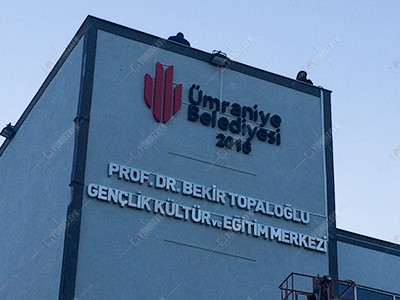 Ümraniye
Belediyesi
2016
PROF. DR. BEKİR TOPALOĞLU
GENÇLİK KÜLTÜR ve EĞİTİM MERKEZİ